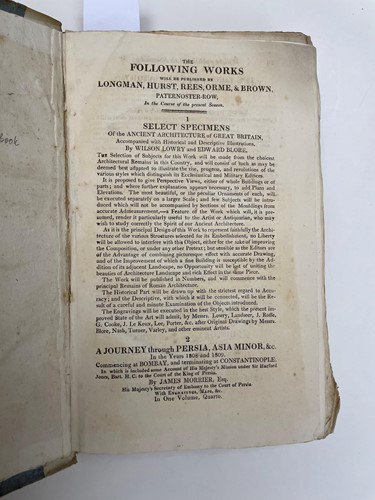 book
THE
FOLLOWING WORKS
WILL BE PUBLISHED BY
LONGMAN, HURST, REES, ORME, & BROWN,
PATERNOSTER-ROW,
In the Course of the present Season.
1
SELECT SPECIMENS
Of the ANCIENT ARCHITECTURE of GREAT BRITAIN,
Accompanied with Historical and Descriptive Illustrations,
By WILSON LOWRY and EDWARD BLORE.
THE Selection of Subjects for this Work will be made from the choicest
Architectural Remains in this Country, and will consist of such as may be
deemed best adapted to illustrate the rise, progress, and revolutions of the
various styles which distinguish its Ecclesiastical and Military Edifices.
It is proposed to give Perspective Views, either of whole Buildings or of
parts; and where further explanation appears necessary, to add Plans and
Elevations. The most beautiful, or the peculiar Ornaments of each, will
be executed separately on a larger Scale; and few Subjects will be intro-
duced which will not be accompanied by Sections of the Mouldings from
accurate Admeasurement,—a Feature of the Work which will, it is pre-
sumed, render it particularly useful to the Artist or Antiquarian, who may
wish to study correctly the Spirit of our Ancient Architecture.
As it is the principal Design of this Work to represent faithfully the Archi-
tecture of the various Structures selected for its Embellishment, no Liberty
will be allowed to interfere with this Object, either for the sake of improving
the Composition, or under any other Pretext; but sensible as the Editors are
of the Advantage of combining picturesque effect with accurate Drawing,
and of the Improvement of which a fine Building is susceptible by the Ad-
dition of its adjacent Landscape, no Opportunity will be lost of uniting the
beauties of Architecture Landscape and rich Effect in the same Piece.
The Work will be published in Numbers, and will commence with the
principal Remains of Roman Architecture.
The Historical Part will be drawn up with the strictest regard to Accu-
racy; and the Descriptive, with which it will be connected, will be the Re-
sult of a careful and minute Examination of the Objects introduced.
The Engravings will be executed in the best Style, which the present im-
proved State of the Art will admit, by Messrs. Lowry, Landseer, J. Roffe,
G. Cooke, J. Le Keux, Lee, Porter, &c. after Original Drawings by Messrs.
Blore, Nash, Turner, Varley, and other eminent Artists.
2
A JOURNEY through PERSIA, ASIA MINOR, &c.
In the Years 1808 and 1809.
Commencing at BOMBAY, and terminating at CONSTANTINOPLE.
In which is included some Account of His Majesty's Mission under Sir Harford
Jones, Bart. H. C. to the Court of the King of Persia.
By JAMES MORRIER, Esq.
His Majesty's Secretary of Embassy to the Court of Persia.
With ENGRAVINGS, MAPS, &c.
In One Volume, Quarto.